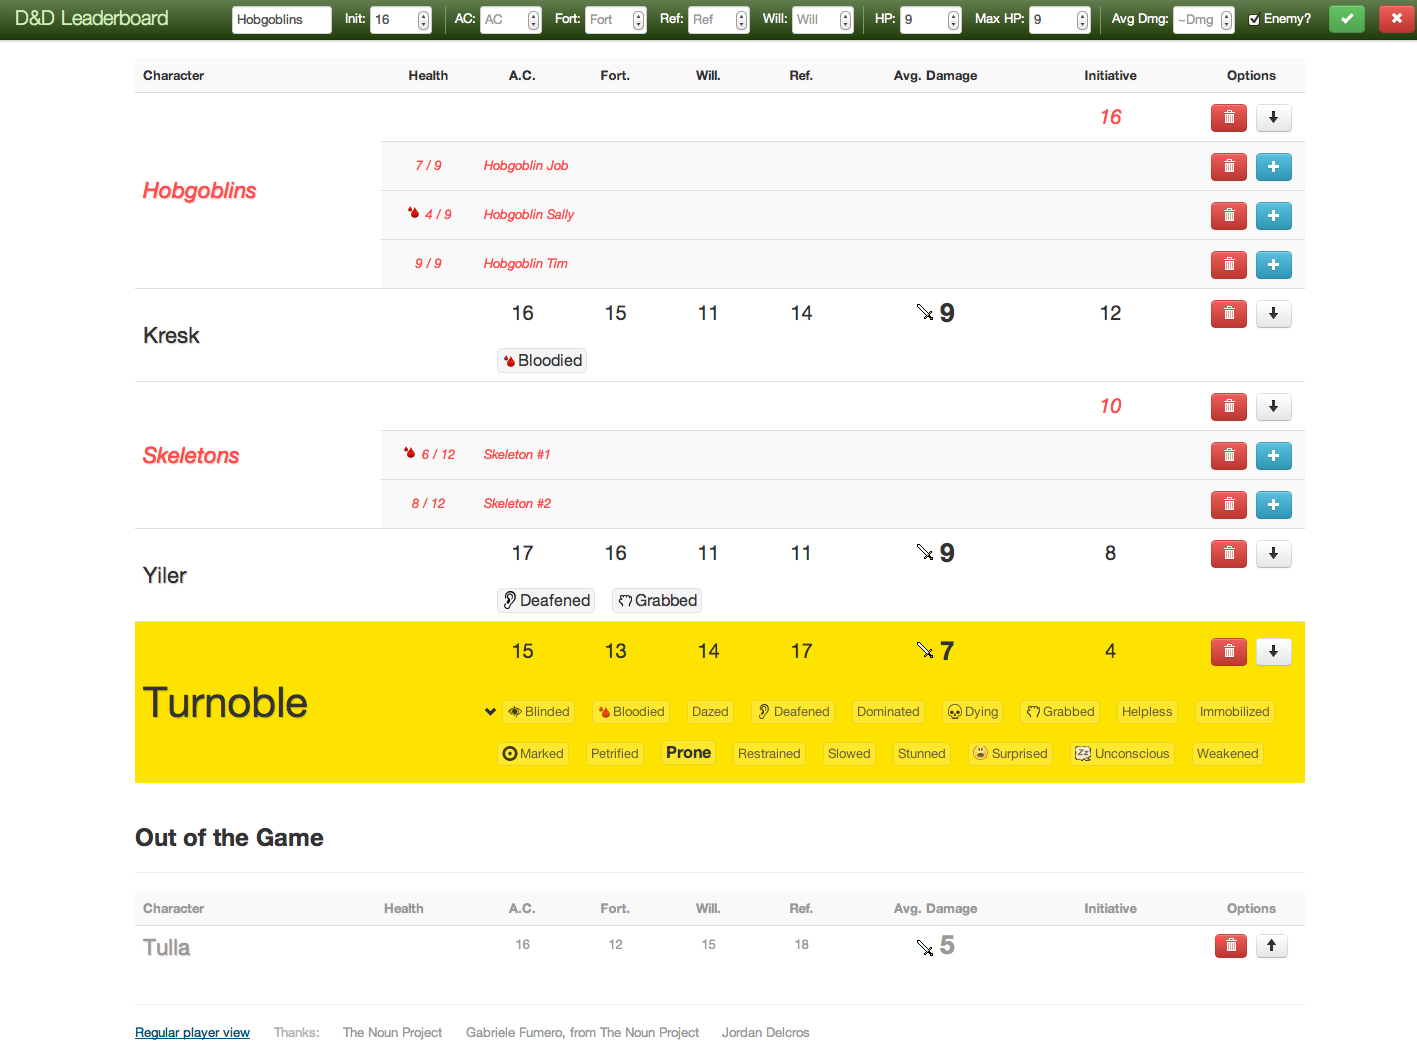 D&D Leaderboard Hobgoblins Init: 16 AC: AC Fort: Fort Ref: Ref Will: Will HP: 9 Max HP: 9 Avg Dmg: ~Dmg Enemy?
Character Health A.C. Fort. Will. Ref. Avg. Damage Initiative Options
16
Hobgoblins
7 / 9 Hobgoblin Job
4 / 9 Hobgoblin Sally
9 / 9 Hobgoblin Tim
Kresk 16 15 11 14 9 12
Bloodied
10
Skeletons
6 / 12 Skeleton #1
8 / 12 Skeleton #2
Yiler 17 16 11 11 9 8
Deafened Grabbed
Turnoble 15 13 14 17 7 4
Blinded Bloodied Dazed Deafened Dominated Dying Grabbed Helpless Immobilized
Marked Petrified Prone Restrained Slowed Stunned Surprised Unconscious Weakened
Out of the Game
Character Health A.C. Fort. Will. Ref. Avg. Damage Initiative Options
Tulla 16 12 15 18 5
Regular player view Thanks: The Noun Project Gabriele Fumero, from The Noun Project Jordan Delcros